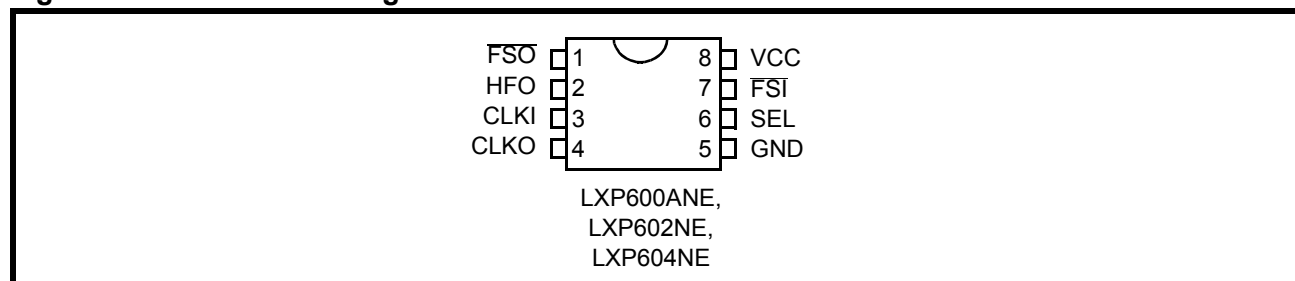 FSO 1 8 VCC
HFO 2 7 FSI
CLKI 3 6 SEL
CLKO 4 5 GND
LXP600ANE,
LXP602NE,
LXP604NE